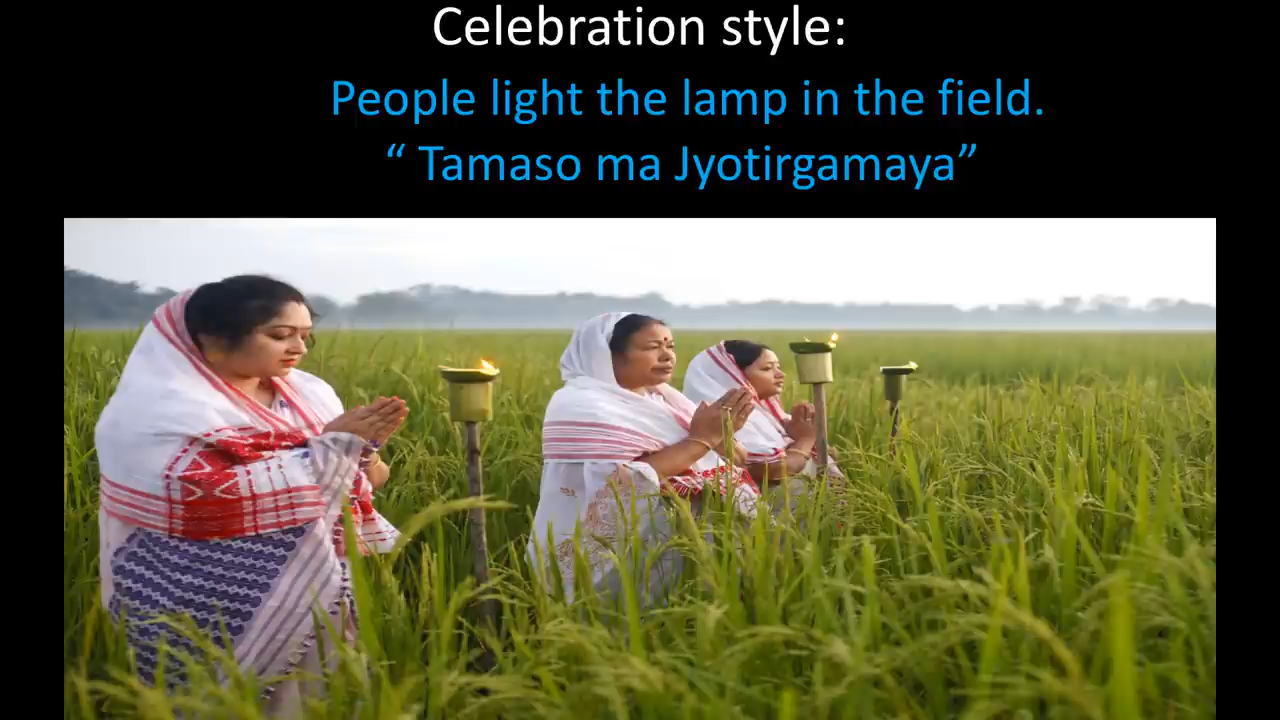 Celebration style:
People light the lamp in the field.
“ Tamaso ma Jyotirgamaya”